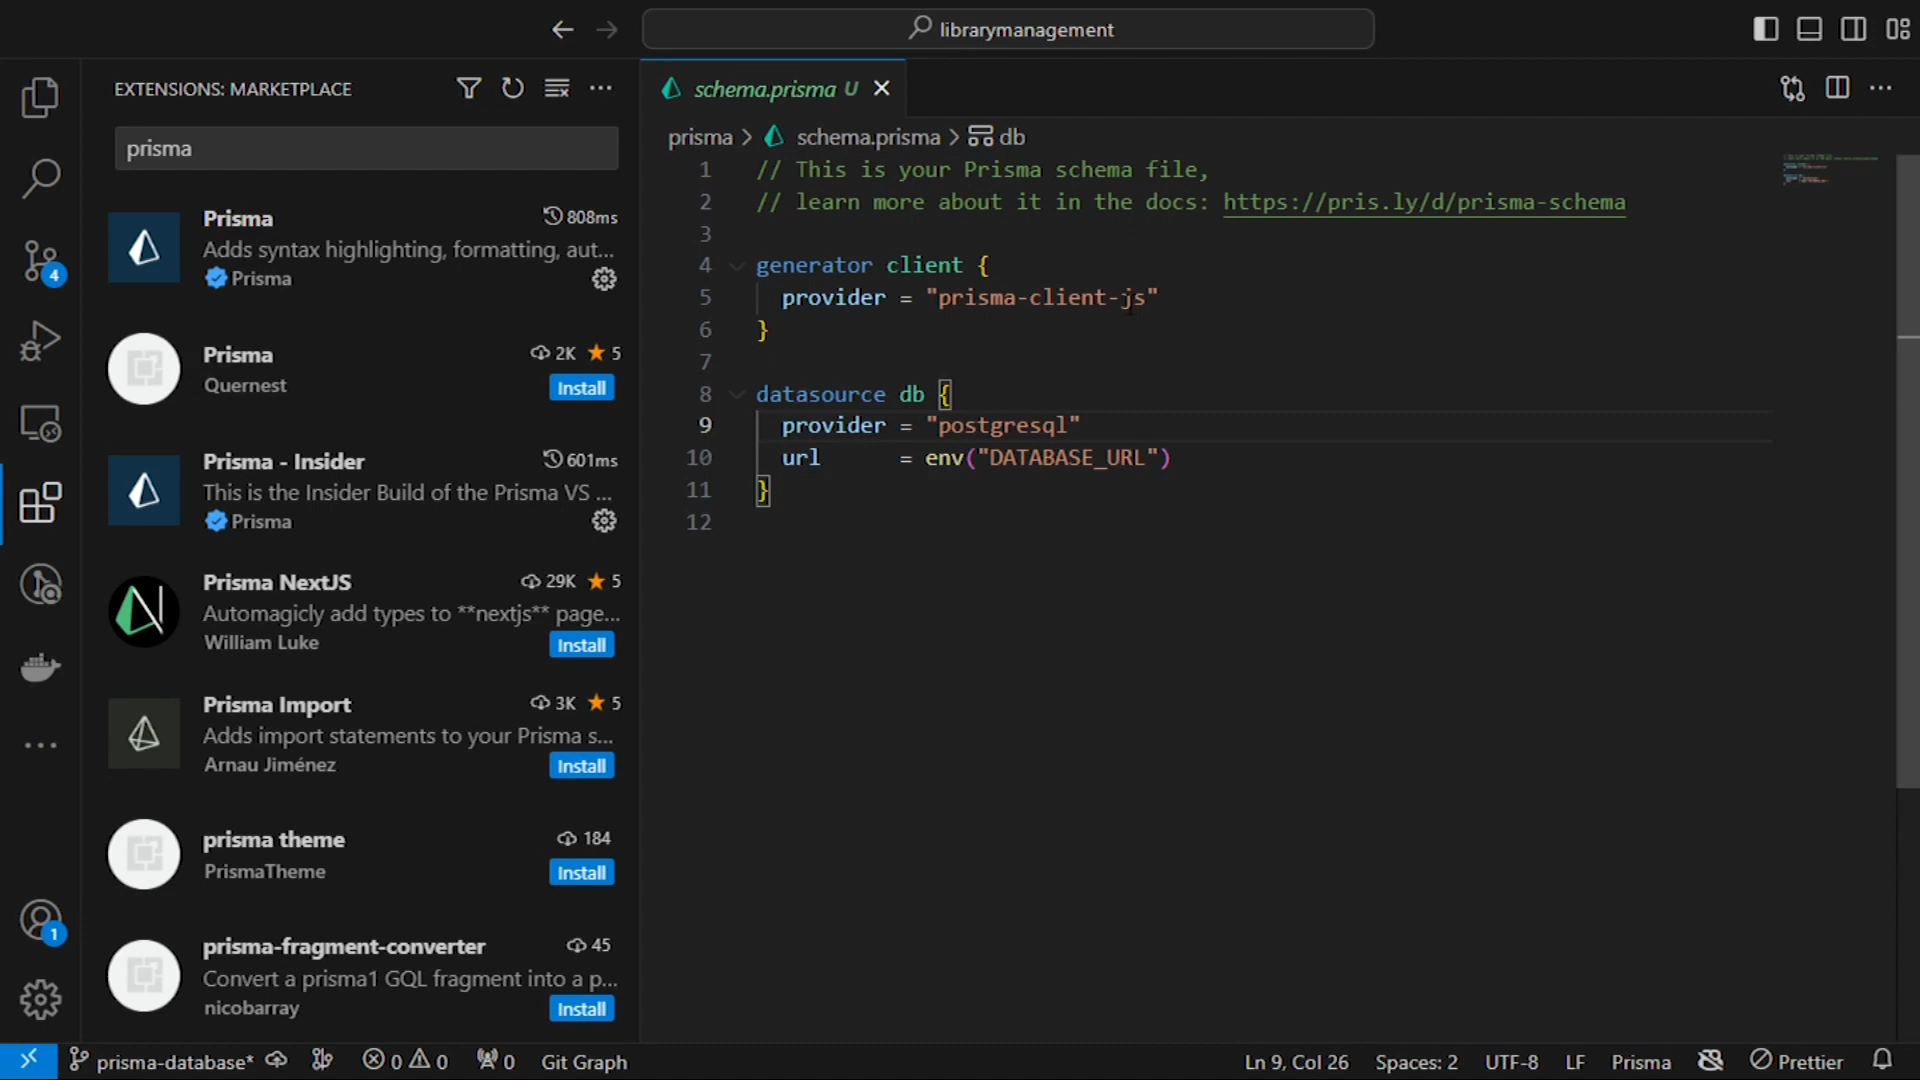 librarymanagement
EXTENSIONS: MARKETPLACE
prisma
Prisma 808ms
Adds syntax highlighting, formatting, aut...
Prisma
Prisma 2K 5
Quernest Install
Prisma - Insider 601ms
This is the Insider Build of the Prisma VS ...
Prisma
Prisma NextJS 29K 5
Automagicly add types to **nextjs** page...
William Luke Install
Prisma Import 3K 5
Adds import statements to your Prisma s...
Arnau Jiménez Install
prisma theme 184
PrismaTheme Install
prisma-fragment-converter 45
Convert a prisma1 GQL fragment into a p...
nicobarray Install
4
1
schema.prisma U
prisma > schema.prisma > db
1 // This is your Prisma schema file,
2 // learn more about it in the docs: https://pris.ly/d/prisma-schema
3
4 generator client {
5 provider = "prisma-client-js"
6 }
7
8 datasource db {
9 provider = "postgresql"
10 url = env("DATABASE_URL")
11 }
12
prisma-database* 0 0 0 Git Graph Ln 9, Col 26 Spaces: 2 UTF-8 LF Prisma Prettier